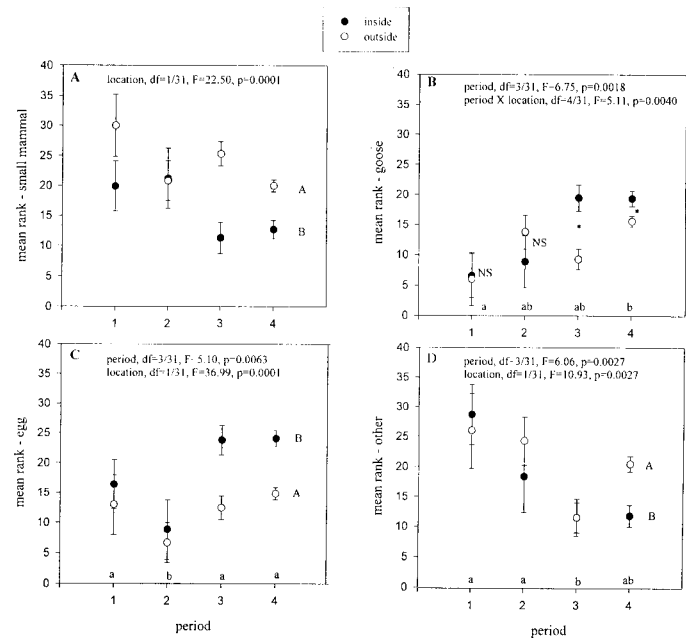 inside
outside
A
location, df=1/31, F=22.50, p=0.0001
mean rank - small mammal
40
35
30
25
20
15
10
5
0
A
B
1 2 3 4
B
period, df=3/31, F=6.75, p=0.0018
period X location, df=4/31, F=5.11, p=0.0040
mean rank - goose
40
35
30
25
20
15
10
5
0
NS
NS
*
*
a ab ab b
1 2 3 4
C
period, df=3/31, F- 5.10, p=0.0063
location, df=1/31, F=36.99, p=0.0001
mean rank - egg
40
35
30
25
20
15
10
5
0
B
A
a b a a
1 2 3 4
period
D
period, df=3/31, F=6.06, p=0.0027
location, df=1/31, F=10.93, p=0.0027
mean rank - other
40
35
30
25
20
15
10
5
0
A
B
a a b ab
1 2 3 4
period